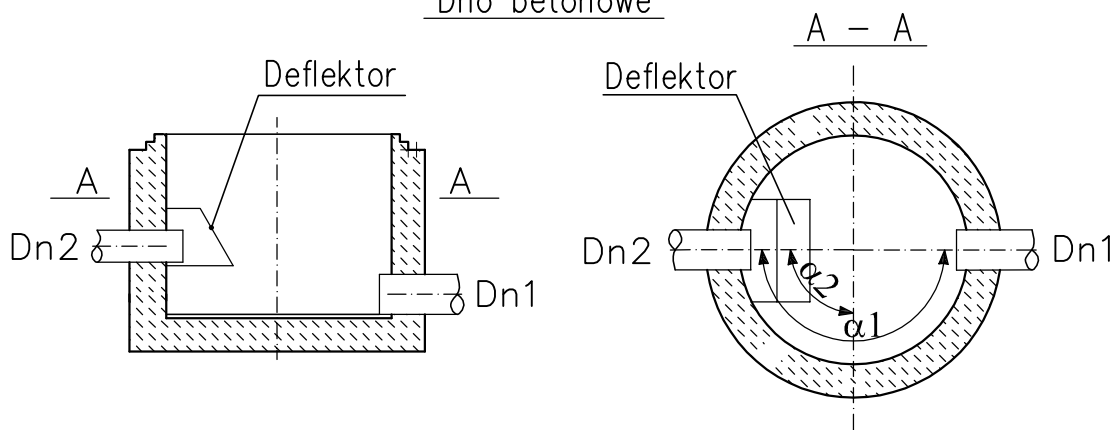 Dno betonowe
A – A
Deflektor
Deflektor
A
A
Dn2
Dn1
Dn2
Dn1
α2
α1